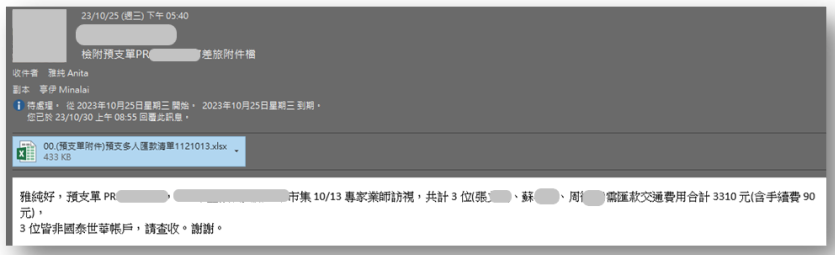 23/10/25 (週三) 下午 05:40
檢附預支單PR 差旅附件檔
收件者 雅純 Anita
副本 享伊 Minalai
待處理。 從 2023年10月25日星期三 開始。 2023年10月25日星期三 到期。
您已於 23/10/30 上午 08:55 回覆此訊息。
00.(預支單附件)預支多人匯款清單1121013.xlsx
433 KB
雅純好，預支單 PR ， 市集 10/13 專家業師訪視，共計 3 位(張 、蘇 、周 需匯款交通費用合計 3310 元(含手續費 90
元)，
3 位皆非國泰世華帳戶，請查收。謝謝。